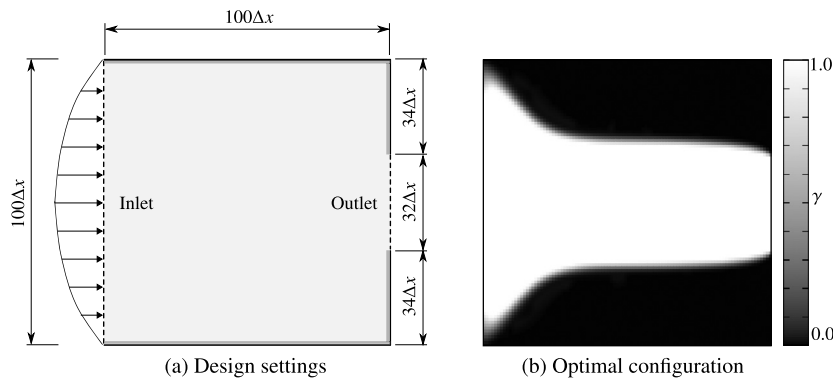 100Δx
100Δx
Inlet
Outlet
34Δx
32Δx
34Δx
1.0
γ
0.0
(a) Design settings
(b) Optimal configuration